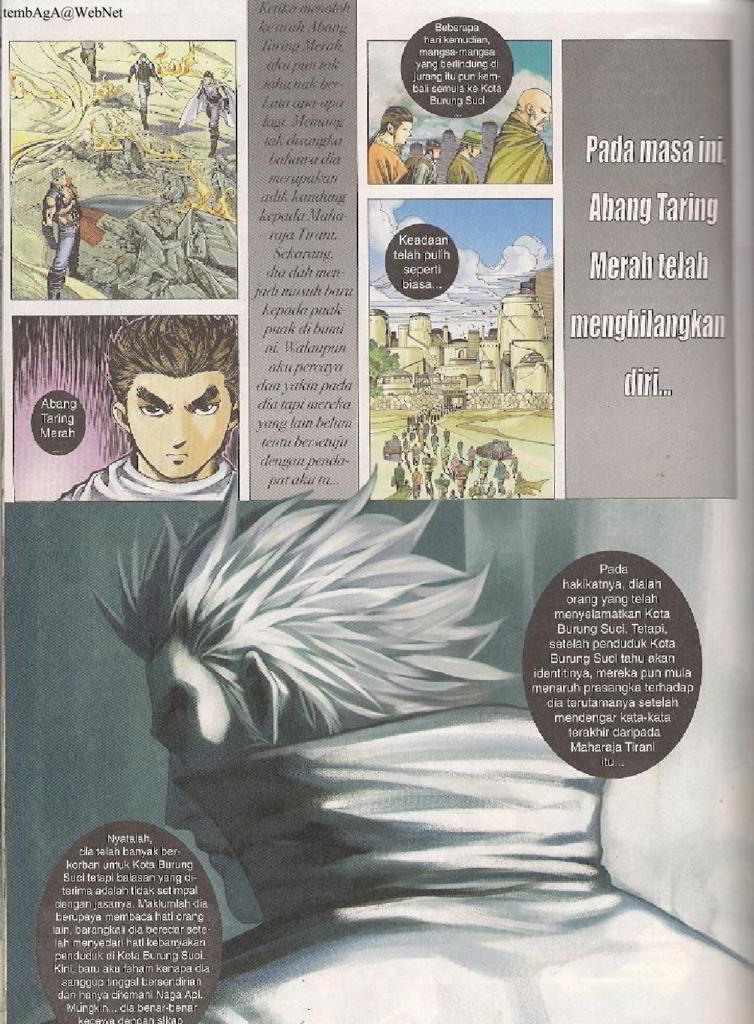 tembAgA@WebNet
Ketika menoleh
ke arah Abang
Taring Merah,
aku pun tak
tahu nak ber-
kata apa-apa
lagi. Memang
tak disangka
bahawa dia
merupakan
adik kandung
kepada Maha-
raja Tirani.
Sekarang,
dia dah men-
jadi musuh baru
kepada puak-
puak di bumi
ni. Walaupun
aku percaya
dan yakin pada
dia tapi mereka
yang lain belum
tentu bersetuju
dengan penda-
pat aku tu...
Abang
Taring
Merah
...
Beberapa
hari kemudian,
mangsa-mangsa
yang berlindung di
jurang itu pun kem-
bali semula ke Kota
Burung Suci
...
Keadaan
telah pulih
seperti
biasa...
Pada masa ini,
Abang Taring
Merah telah
menghilangkan
diri...
Pada
hakikatnya, dialah
orang yang telah
menyelamatkan Kota
Burung Suci. Tetapi,
setelah penduduk Kota
Burung Suci tahu akan
identitinya, mereka pun mula
menaruh prasangka terhadap
dia terutamanya setelah
mendengar kata-kata
terakhir daripada
Maharaja Tirani
itu...
Nyatalah,
dia telah banyak ber-
korban untuk Kota Burung
Suci tetapi balasan yang di-
terima adalah tidak setimpal
dengan jasanya. Maklumlah dia
berupaya membaca hati orang
lain, barangkali dia beredar sete-
lah menyedari hati kebanyakan
penduduk di Kota Burung Suci.
Kini, baru aku faham kenapa dia
sanggup tinggal bersendirian
dan hanya ditemani Naga Api.
Mungkin... dia benar-benar
kecewa dengan sikap